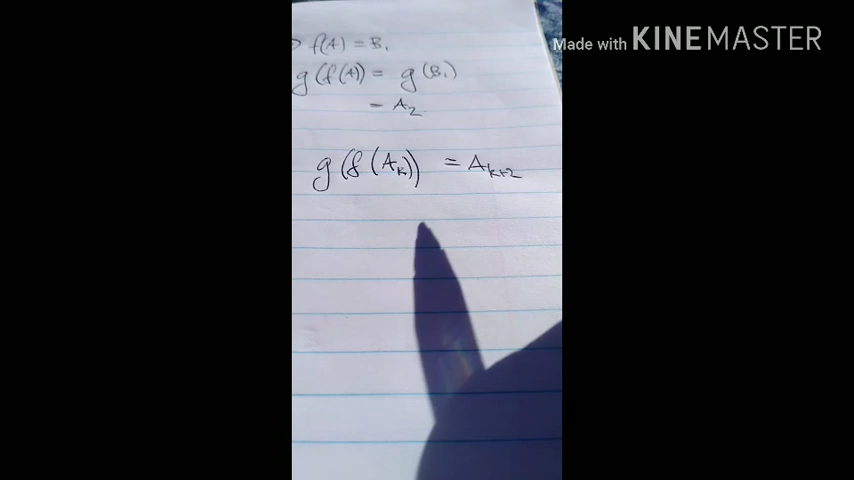 f(A) = B₁
g(f(A)) = g(B₁)
= A₂
g(f(Aₖ)) = Aₖ₊₂
Made with KINEMASTER